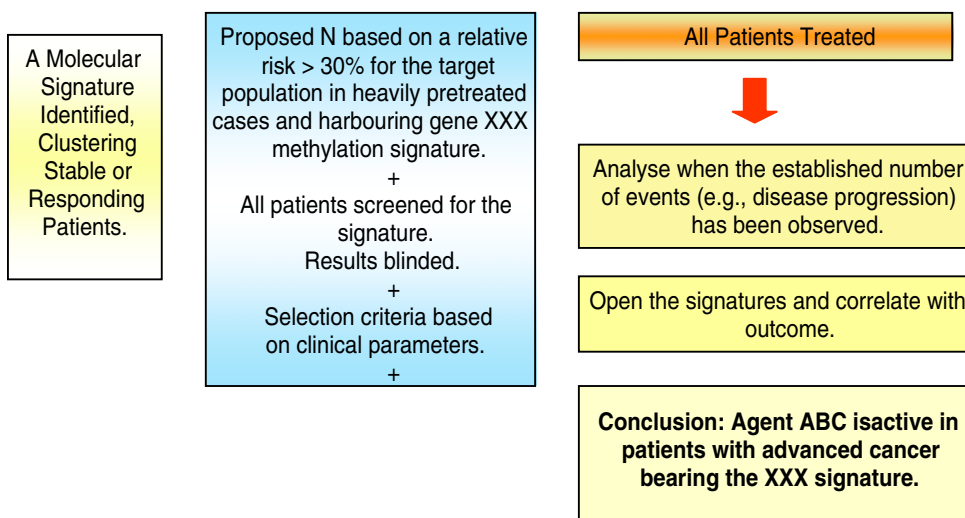 A Molecular
Signature
Identified,
Clustering
Stable or
Responding
Patients.
Proposed N based on a relative
risk > 30% for the target
population in heavily pretreated
cases and harbouring gene XXX
methylation signature.
+
All patients screened for the
signature.
Results blinded.
+
Selection criteria based
on clinical parameters.
+
All Patients Treated
Analyse when the established number
of events (e.g., disease progression)
has been observed.
Open the signatures and correlate with
outcome.
Conclusion: Agent ABC isactive in
patients with advanced cancer
bearing the XXX signature.